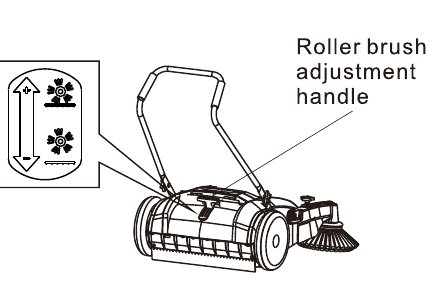 Roller brush
adjustment
handle
+
-